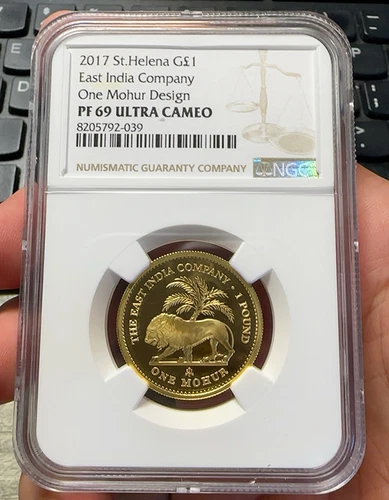 2017 St.Helena G£1
East India Company
One Mohur Design
PF 69 ULTRA CAMEO
8205792-039
NUMISMATIC GUARANTY COMPANY
NGC
THE EAST INDIA COMPANY · 1 POUND
ONE MOHUR